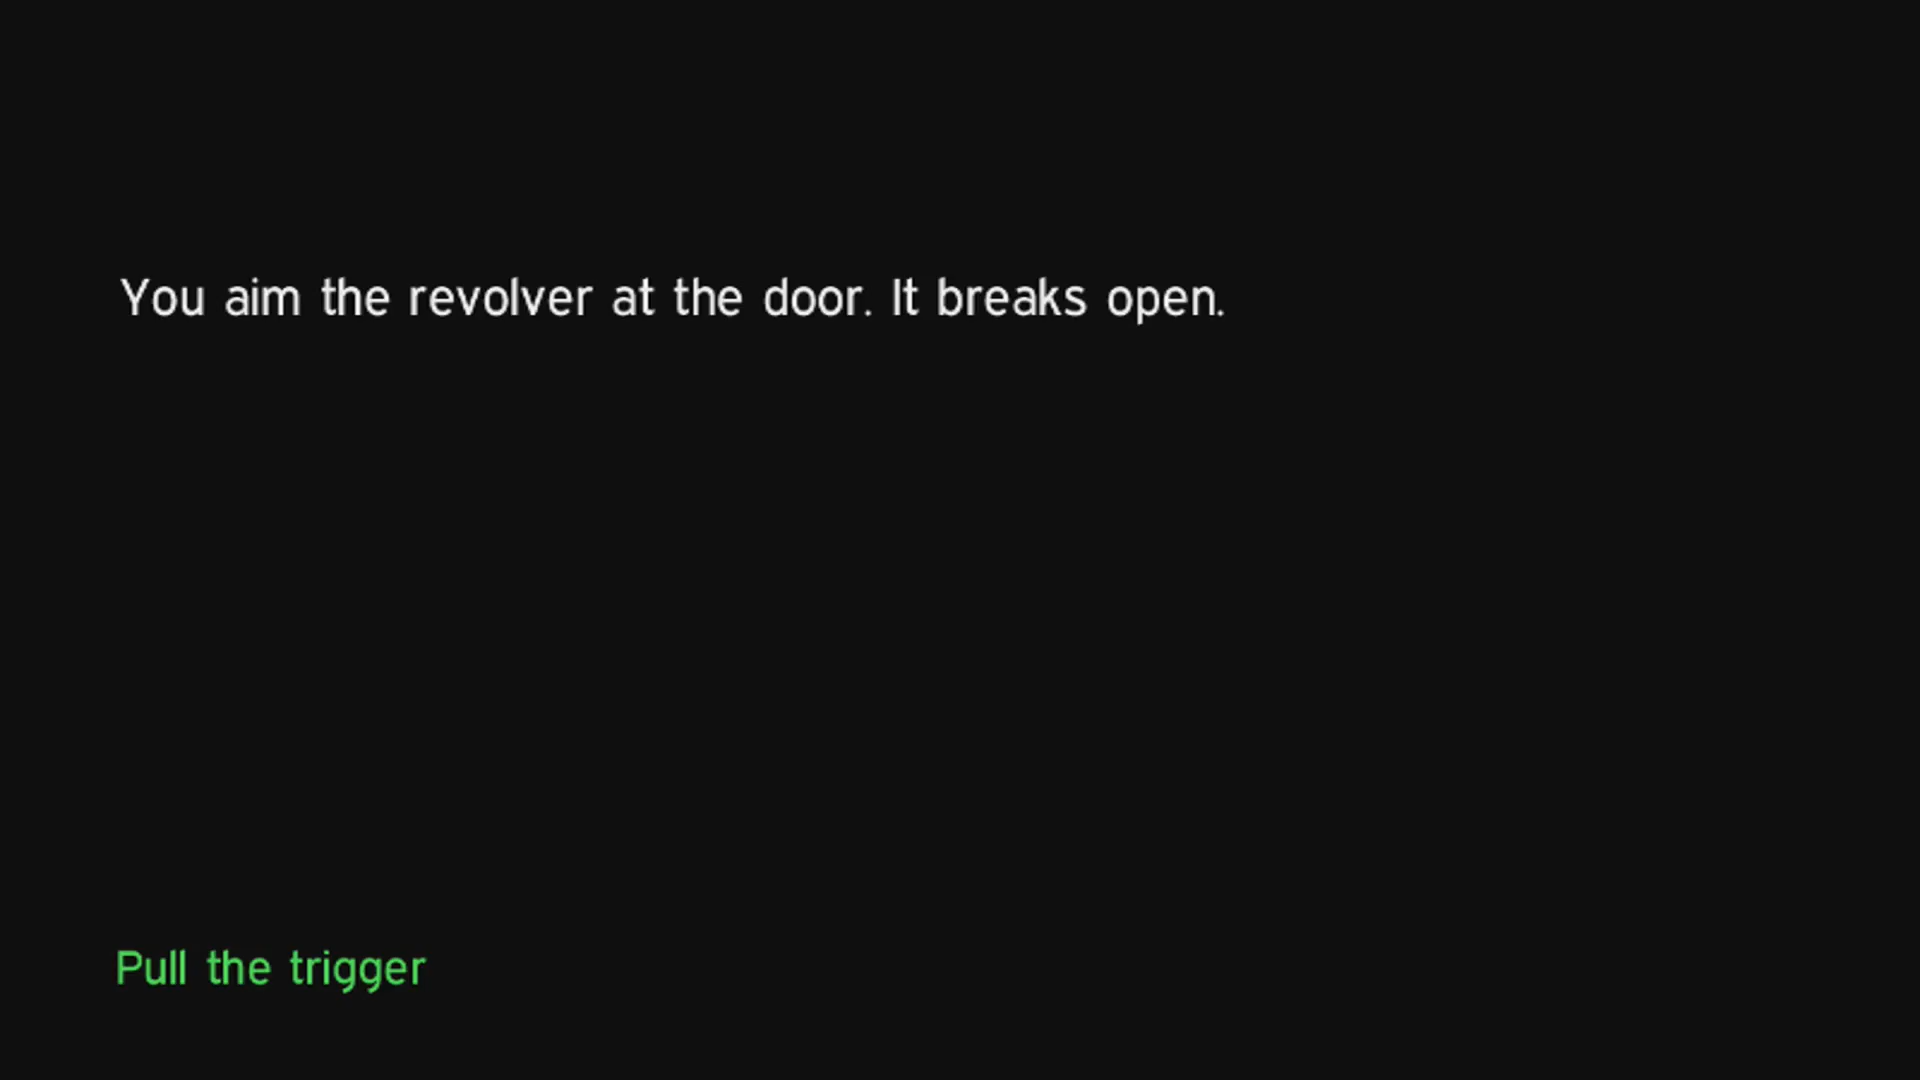 You aim the revolver at the door. It breaks open.
Pull the trigger